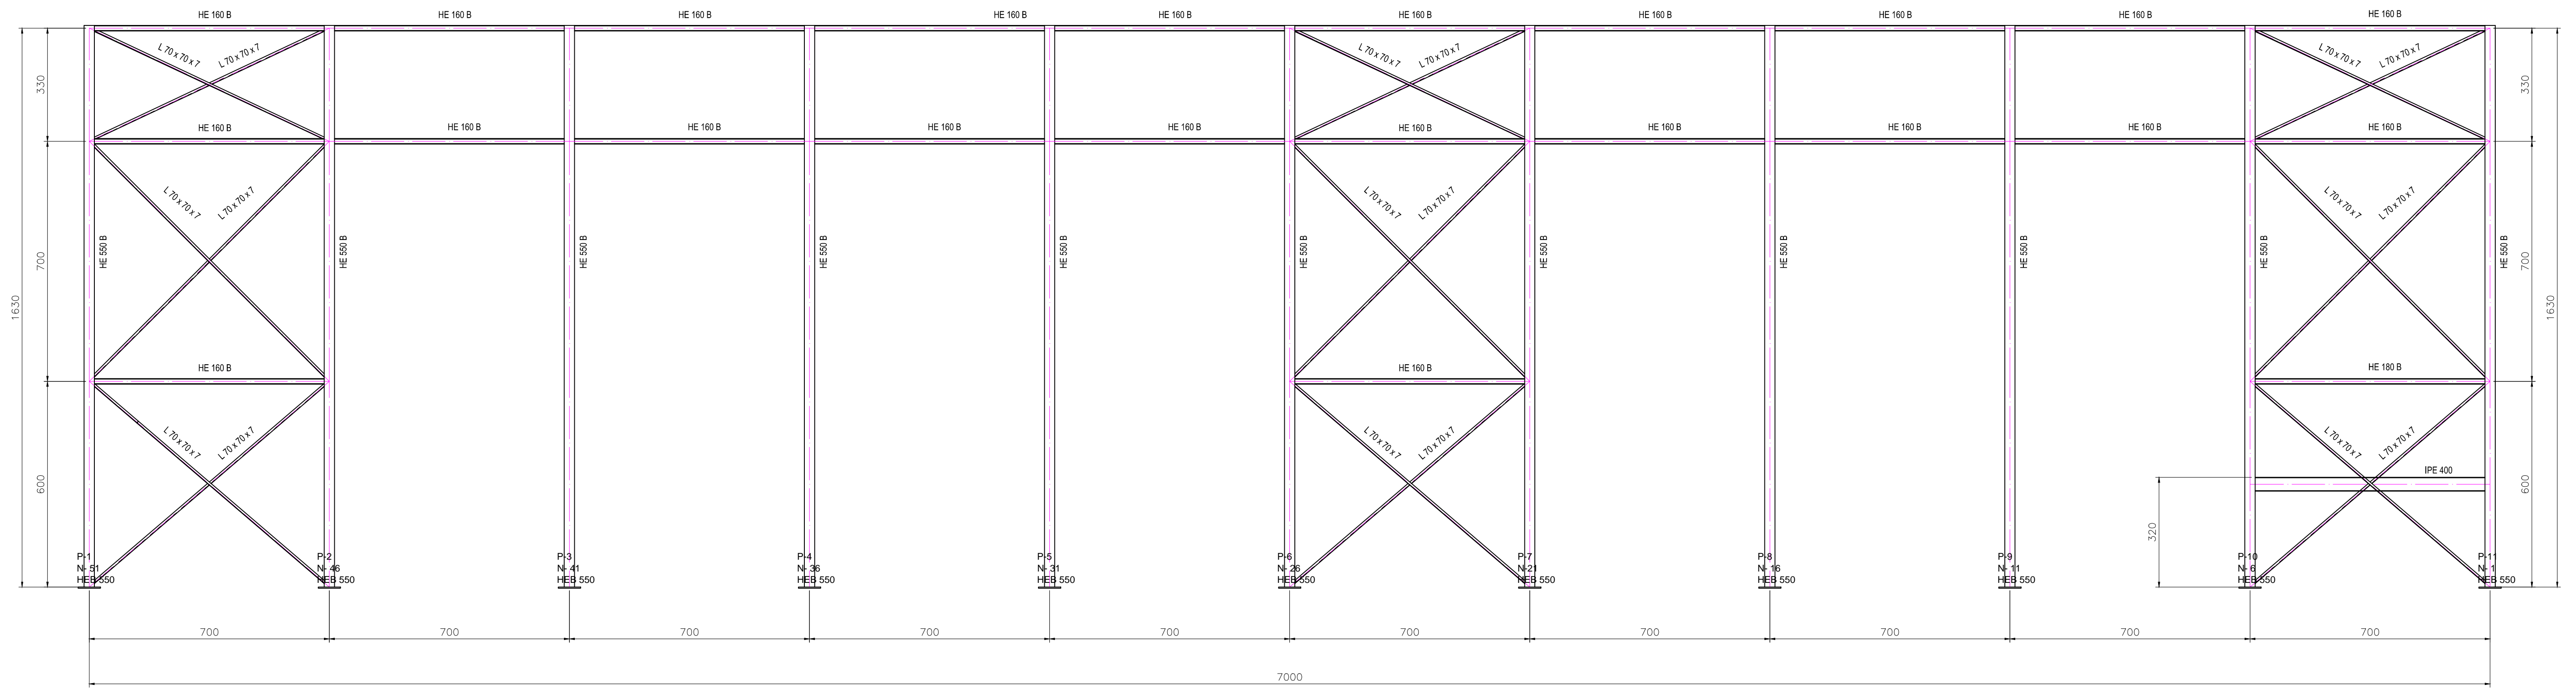 HE 160 B
HE 160 B
HE 160 B
HE 160 B
HE 160 B
HE 160 B
HE 160 B
HE 160 B
HE 160 B
HE 160 B
L 70 x 70 x 7
L 70 x 70 x 7
L 70 x 70 x 7
L 70 x 70 x 7
L 70 x 70 x 7
L 70 x 70 x 7
330
330
HE 160 B
HE 160 B
HE 160 B
HE 160 B
HE 160 B
HE 160 B
HE 160 B
HE 160 B
HE 160 B
HE 160 B
L 70 x 70 x 7
L 70 x 70 x 7
L 70 x 70 x 7
L 70 x 70 x 7
L 70 x 70 x 7
L 70 x 70 x 7
1630
700
HE 550 B
HE 550 B
HE 550 B
HE 550 B
HE 550 B
HE 550 B
HE 550 B
HE 550 B
HE 550 B
HE 550 B
HE 550 B
700
1630
HE 160 B
HE 160 B
HE 180 B
L 70 x 70 x 7
L 70 x 70 x 7
L 70 x 70 x 7
L 70 x 70 x 7
L 70 x 70 x 7
L 70 x 70 x 7
600
600
IPE 400
320
P-1
N- 51
HEB 550
P-2
N- 46
HEB 550
P-3
N- 41
HEB 550
P-4
N- 36
HEB 550
P-5
N- 31
HEB 550
P-6
N- 26
HEB 550
P-7
N-21
HEB 550
P-8
N- 16
HEB 550
P-9
N- 11
HEB 550
P-10
N- 6
HEB 550
P-11
N- 1
HEB 550
700
700
700
700
700
700
700
700
700
700
7000